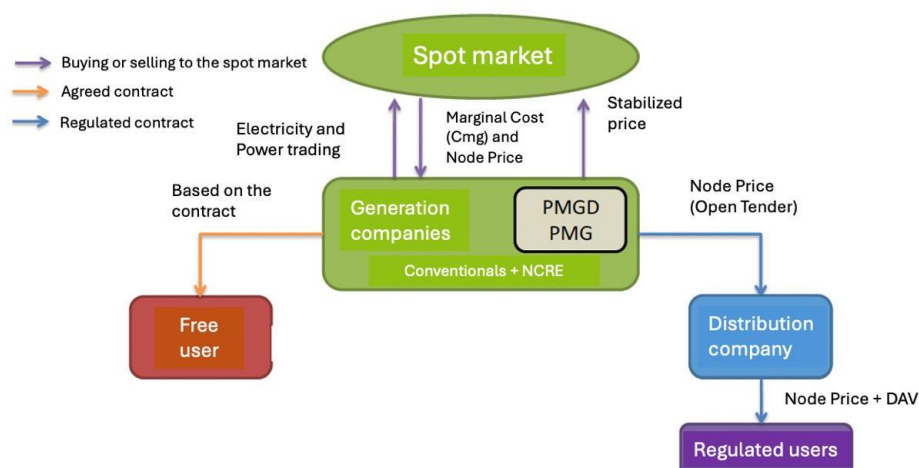 Spot market
Buying or selling to the spot market
Agreed contract
Regulated contract
Electricity and
Power trading
Marginal Cost
(Cmg) and
Node Price
Stabilized
price
Based on the
contract
Generation
companies
PMGD
PMG
Conventionals + NCRE
Node Price
(Open Tender)
Free
user
Distribution
company
Node Price + DAV
Regulated users